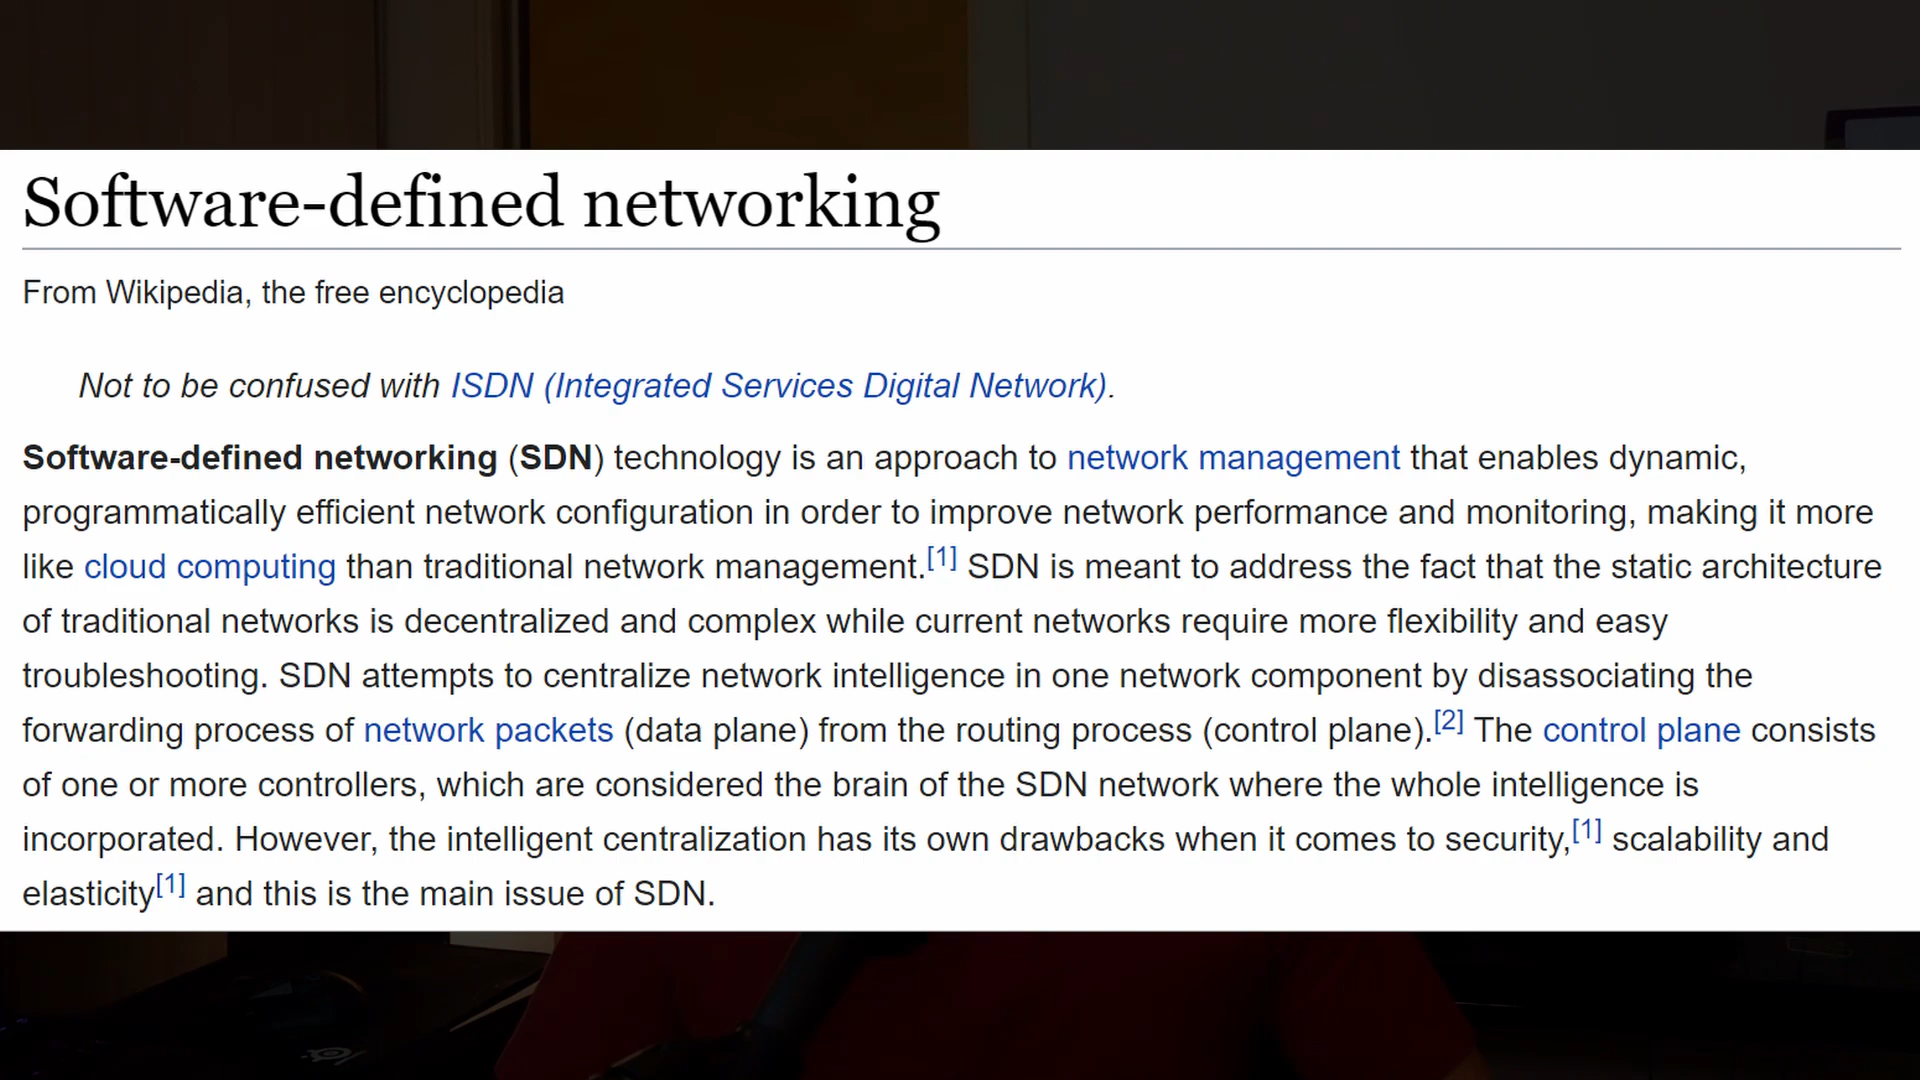 Software-defined networking
From Wikipedia, the free encyclopedia
Not to be confused with ISDN (Integrated Services Digital Network).
Software-defined networking (SDN) technology is an approach to network management that enables dynamic,
programmatically efficient network configuration in order to improve network performance and monitoring, making it more
like cloud computing than traditional network management.[1] SDN is meant to address the fact that the static architecture
of traditional networks is decentralized and complex while current networks require more flexibility and easy
troubleshooting. SDN attempts to centralize network intelligence in one network component by disassociating the
forwarding process of network packets (data plane) from the routing process (control plane).[2] The control plane consists
of one or more controllers, which are considered the brain of the SDN network where the whole intelligence is
incorporated. However, the intelligent centralization has its own drawbacks when it comes to security,[1] scalability and
elasticity[1] and this is the main issue of SDN.